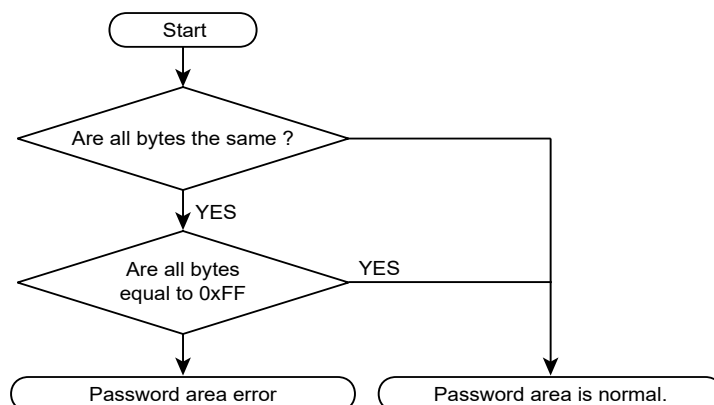 Start
Are all bytes the same ?
YES
Are all bytes
equal to 0xFF
YES
Password area error
Password area is normal.